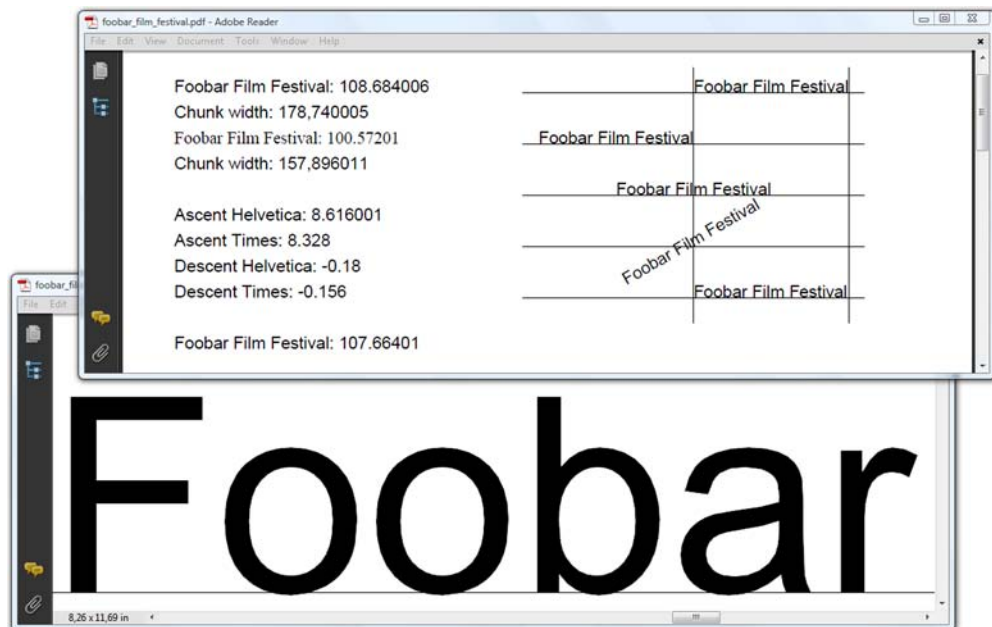 foobar_film_festival.pdf - Adobe Reader
File Edit View Document Tools Window Help
Foobar Film Festival: 108.684006
Chunk width: 178,740005
Foobar Film Festival: 100.57201
Chunk width: 157,896011
Ascent Helvetica: 8.616001
Ascent Times: 8.328
Descent Helvetica: -0.18
Descent Times: -0.156
Foobar Film Festival: 107.66401
Foobar Film Festival
Foobar Film Festival
Foobar Film Festival
Foobar Film Festival
Foobar Film Festival
foobar_fil
File Edit
Foobar
8,26 x 11,69 in